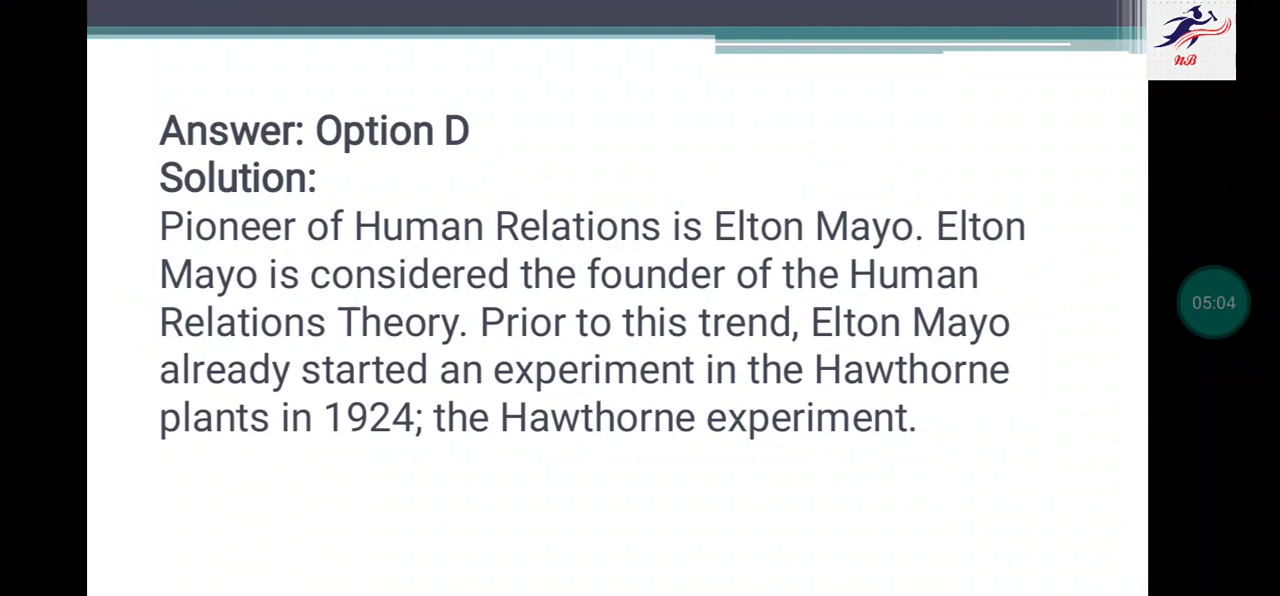 NB
Answer: Option D
Solution:
Pioneer of Human Relations is Elton Mayo. Elton
Mayo is considered the founder of the Human
Relations Theory. Prior to this trend, Elton Mayo
already started an experiment in the Hawthorne
plants in 1924; the Hawthorne experiment.
05:04